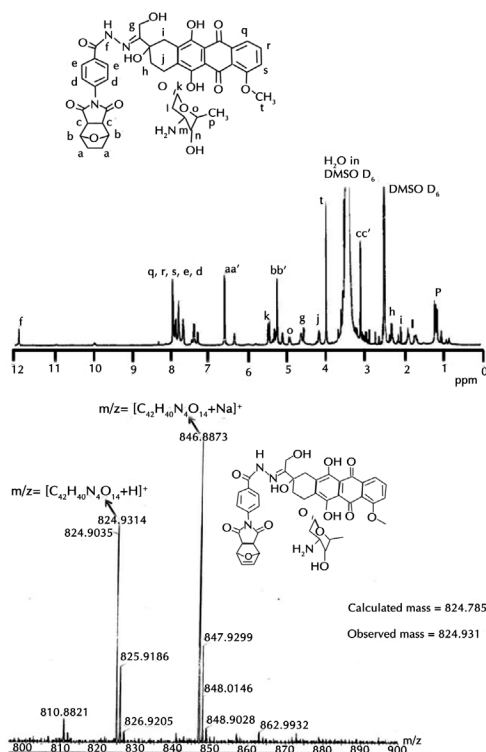 OH
g
i
OH
O
q
r
s
N
H
f
N
O
HO
h
j
OH
O
O
t
e
e
d
d
O
k
l
O
o
CH3
p
H2N
m
n
OH
O
N
O
c
c
b
O
b
a
a
H2O in
DMSO D6
DMSO D6
t
cc'
q, r, s, e, d
aa'
bb'
f
k
o
g
j
h
i
l
P
12
11
10
9
8
7
6
5
4
3
2
1
ppm
m/z= [C42H40N4O14+Na]+
846.8873
m/z= [C42H40N4O14+H]+
824.9314
824.9035
OH
NH
N
O
HO
OH
O
OH
O
O
O
O
H2N
HO
O
N
O
O
Calculated mass = 824.785
Observed mass = 824.931
847.9299
825.9186
848.0146
810.8821
826.9205
848.9028
862.9932
800
810
820
830
840
850
860
870
880
890
900
m/z